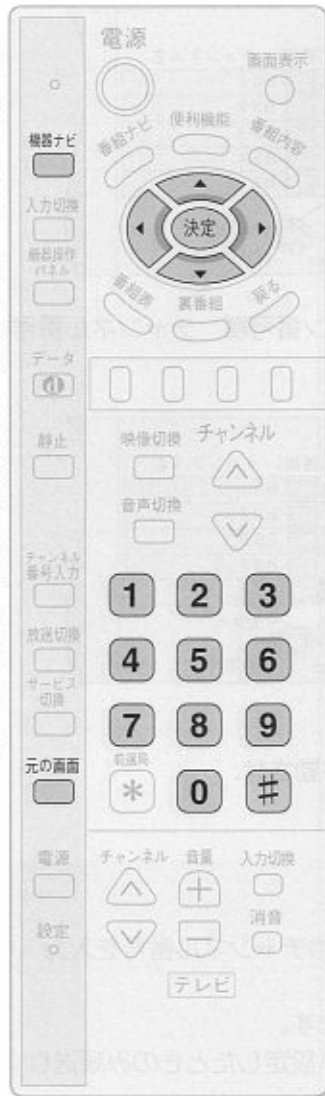 電源
画面表示
機器ナビ
番組ナビ
便利機能
番組内容
入力切換
決定
機器操作
パネル
番組表
裏番組
戻る
データ
d
静止
映像切換
チャンネル
音声切換
チャンネル
番号入力
1 2 3
放送切換
4 5 6
サービス
切換
7 8 9
元の画面
前選局
* 0 #
電源
チャンネル
音量
入力切換
設定
消音
テレビ